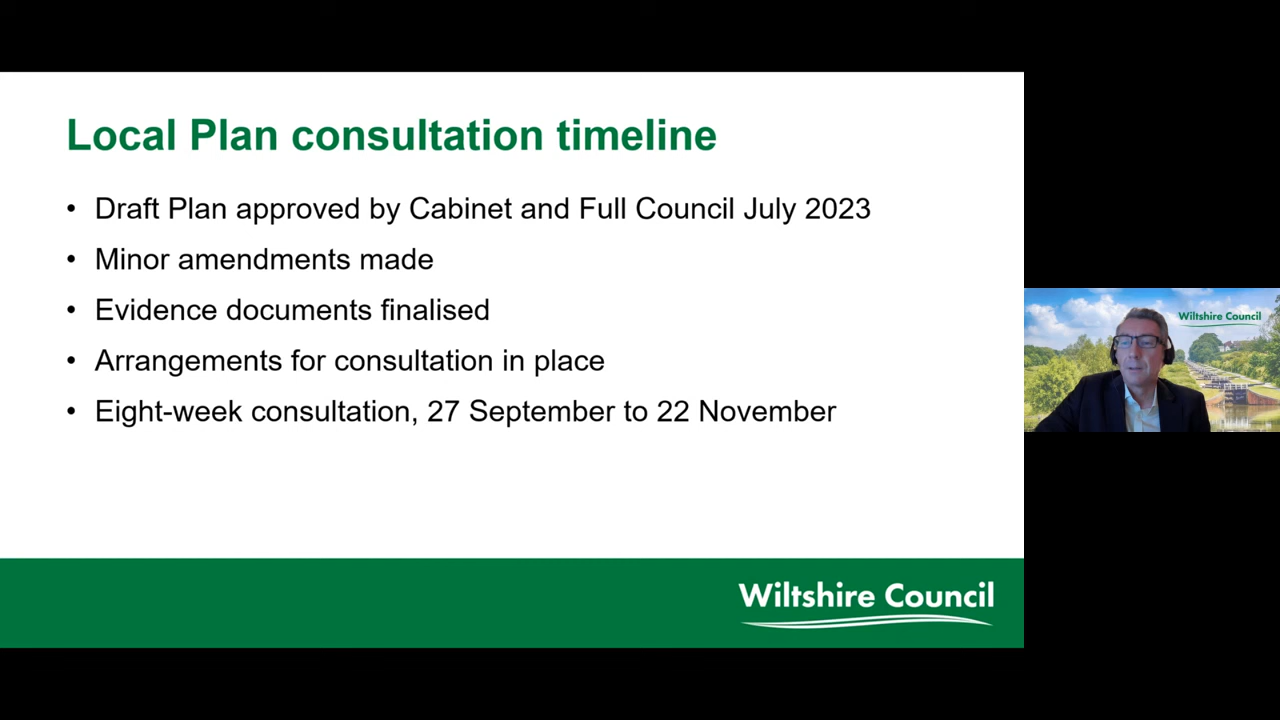 Local Plan consultation timeline
• Draft Plan approved by Cabinet and Full Council July 2023
• Minor amendments made
• Evidence documents finalised
• Arrangements for consultation in place
• Eight-week consultation, 27 September to 22 November
Wiltshire Council
Wiltshire Council